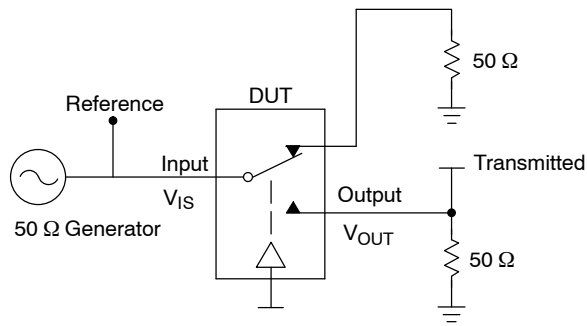 50 Ω
DUT
Reference
Input
Transmitted
V_IS
Output
50 Ω Generator
V_OUT
50 Ω